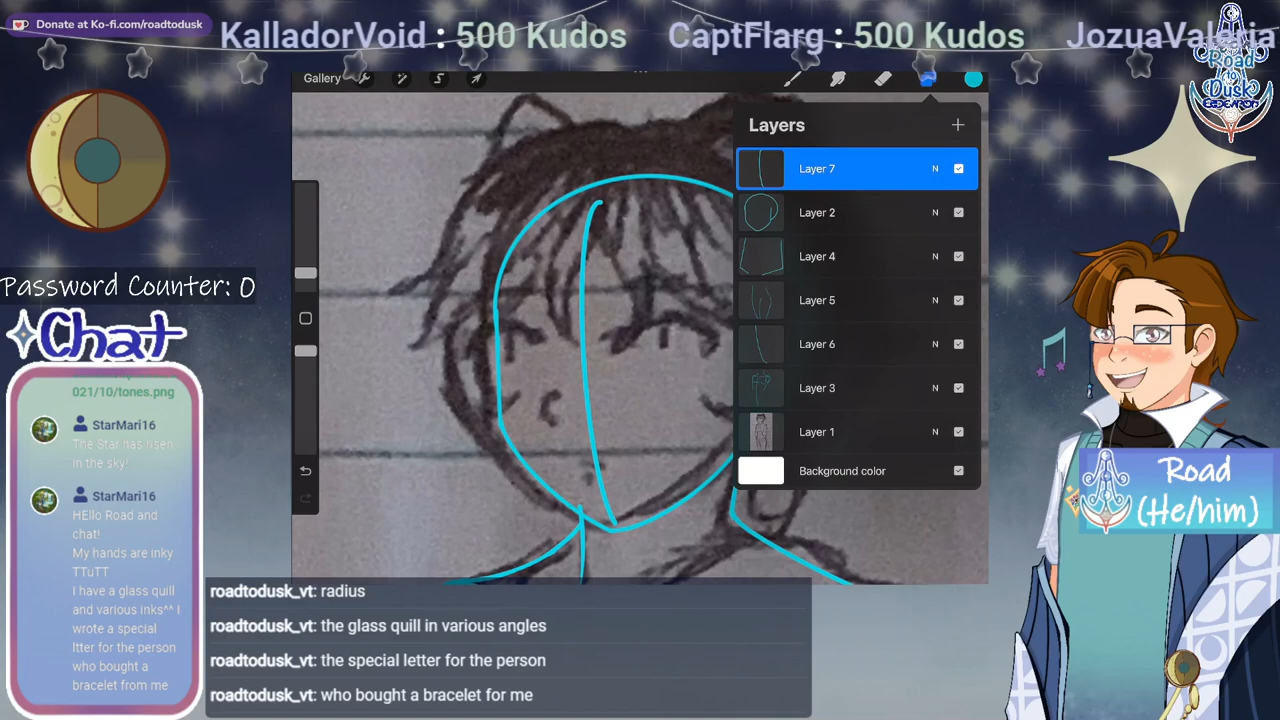 Donate at Ko-fi.com/roadtodusk
KalladorVoid : 500 Kudos CaptFlarg : 500 Kudos JozuaValeria
Road
to
Dusk
Gallery
Layers
Layer 7 N
Layer 2 N
Layer 4 N
Layer 5 N
Layer 6 N
Layer 3 N
Layer 1 N
Background color
Password Counter: 0
Chat
021/10/tones.png
StarMari16
The Star has risen
in the sky!
StarMari16
HEllo Road and
chat!
My hands are inky
TTuTT
I have a glass quill
and various inks^^ I
wrote a special
ltter for the person
who bought a
bracelet from me
roadtodusk_vt: radius
roadtodusk_vt: the glass quill in various angles
roadtodusk_vt: the special letter for the person
roadtodusk_vt: who bought a bracelet for me
Road
(He/him)